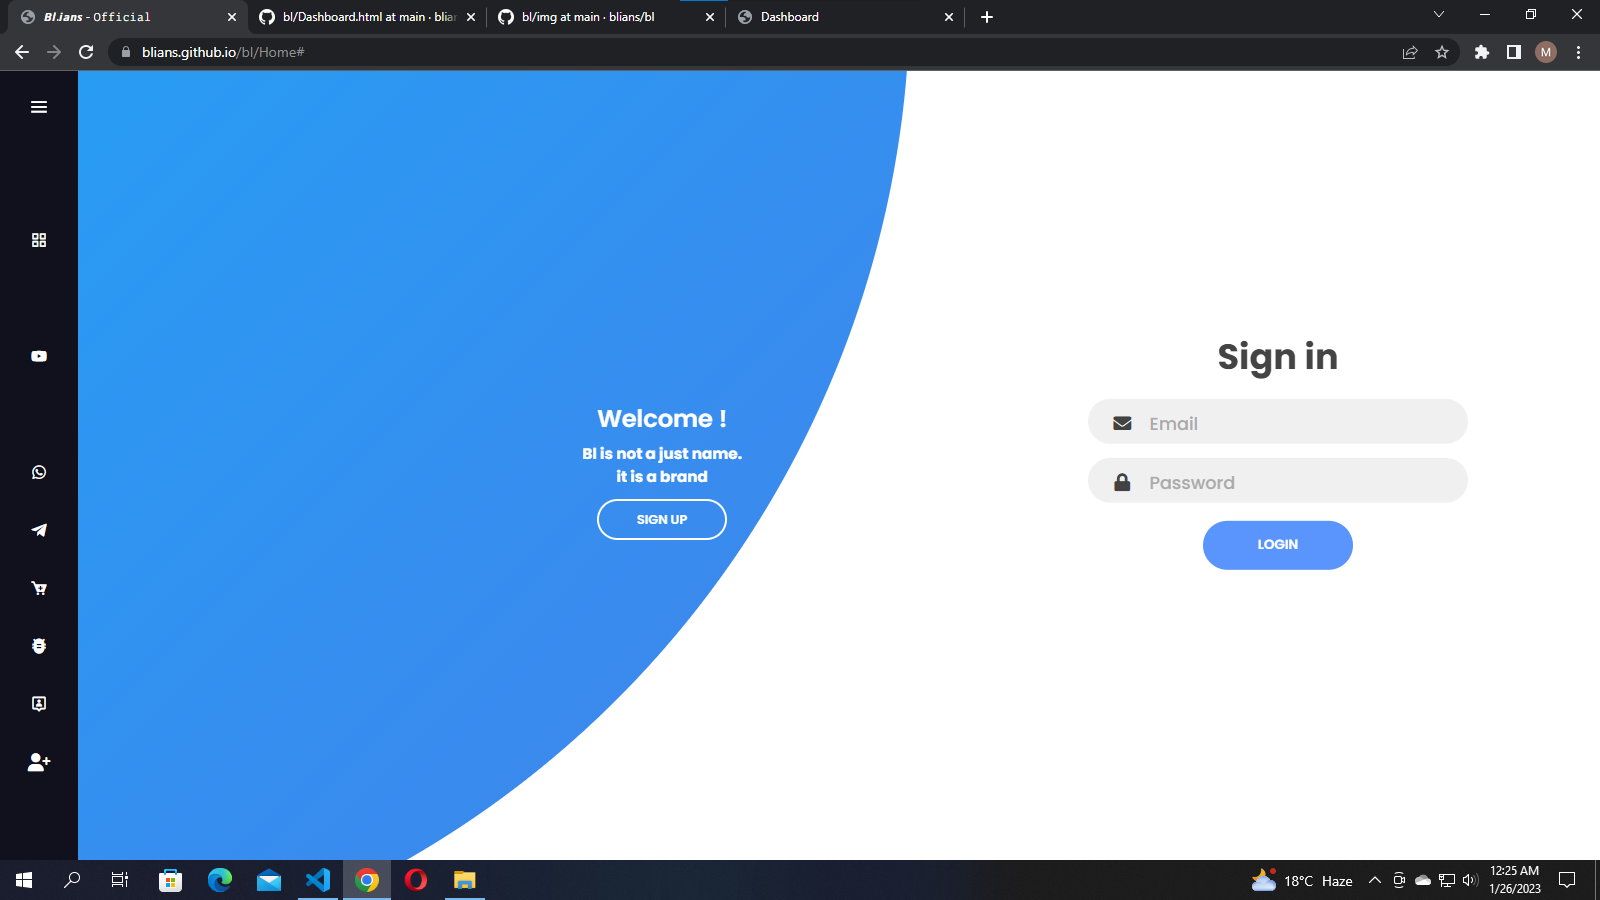 Bl.ians - Official
bl/Dashboard.html at main · blian
bl/img at main · blians/bl
Dashboard
blians.github.io/bl/Home#
M
Welcome !
Bl is not a just name.
it is a brand
SIGN UP
Sign in
Email
Password
LOGIN
18°C Haze
12:25 AM
1/26/2023